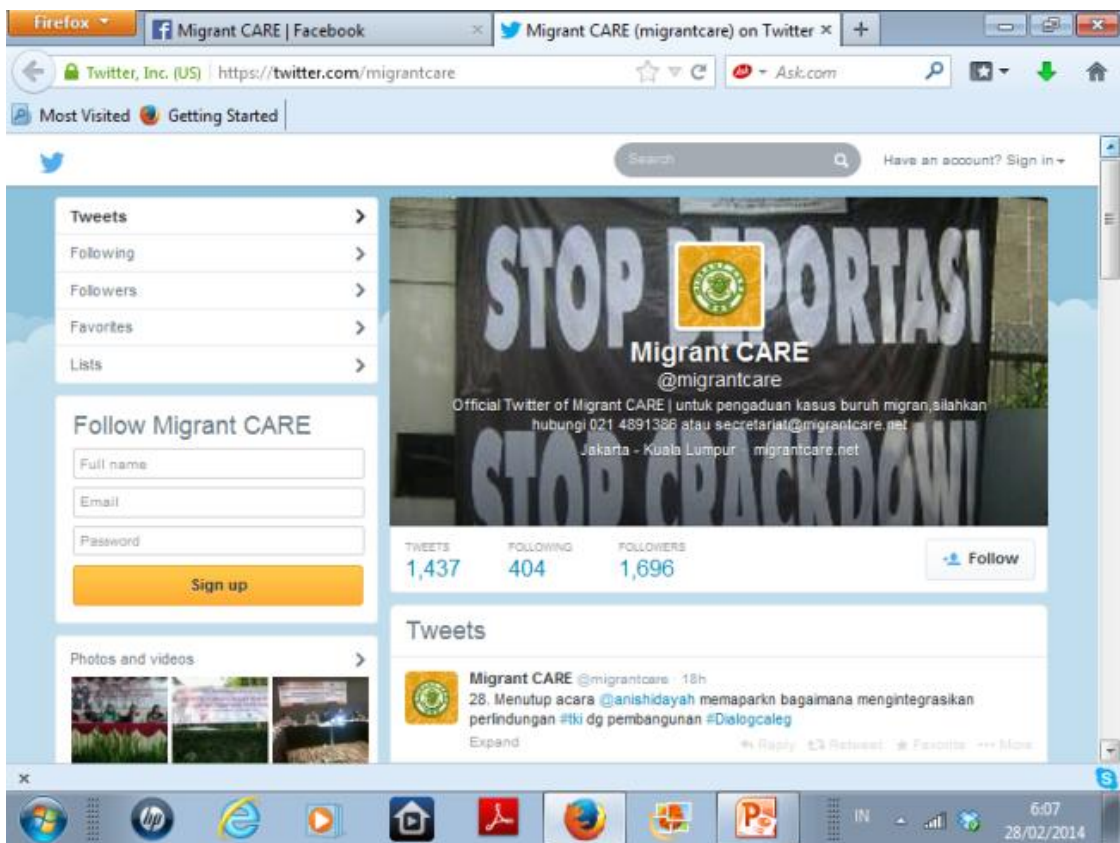 Firefox
Migrant CARE | Facebook
Migrant CARE (migrantcare) on Twitter
Twitter, Inc. (US) https://twitter.com/migrantcare
Ask.com
Most Visited Getting Started
Search
Have an account? Sign in
Tweets
Following
Followers
Favorites
Lists
Follow Migrant CARE
Full name
Email
Password
Sign up
Photos and videos
STOP DEPORTASI
STOP CRACKDOWN
Migrant CARE
@migrantcare
Official Twitter of Migrant CARE | untuk pengaduan kasus buruh migran,silahkan
hubungi 021 4891386 atau secretariat@migrantcare.net
Jakarta - Kuala Lumpur · migrantcare.net
TWEETS FOLLOWING FOLLOWERS
1,437 404 1,696
Follow
Tweets
Migrant CARE @migrantcare · 18h
28. Menutup acara @anishidayah memaparkn bagaimana mengintegrasikan
perlindungan #tki dg pembangunan #Dialogcaleg
Expand
Reply Retweet Favorite More
IN
6:07
28/02/2014